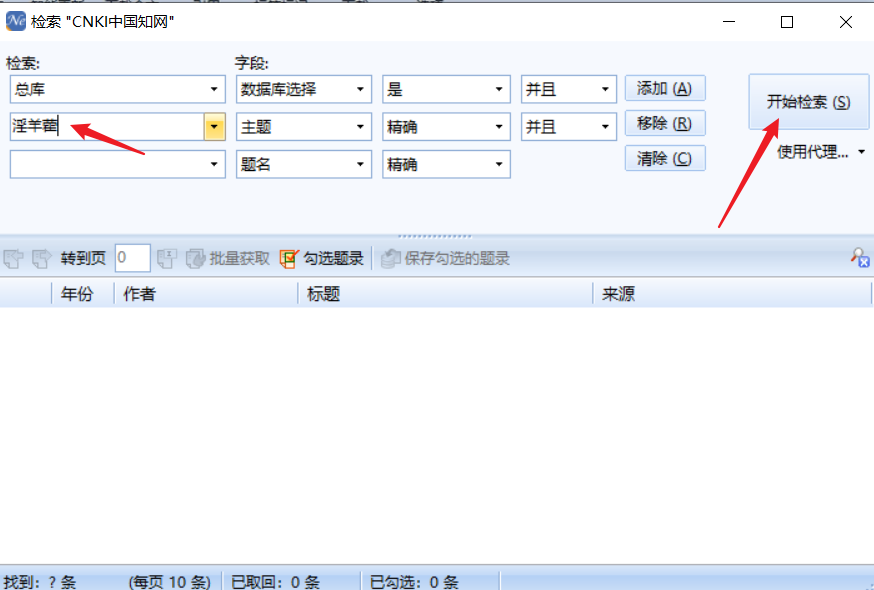 检索 "CNKI中国知网"
检索: 字段:
总库 数据库选择 是 并且 添加 (A)
开始检索 (S)
淫羊藿 主题 精确 并且 移除 (R)
使用代理...
题名 精确 清除 (C)
转到页 0 批量获取 勾选题录 保存勾选的题录
年份 作者 标题 来源
找到: ? 条 (每页 10 条) 已取回: 0 条 已勾选: 0 条